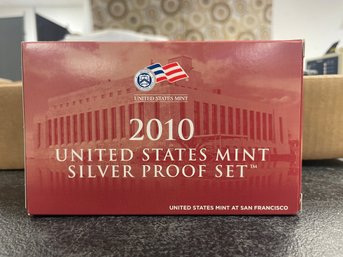 UNITED STATES MINT
2010
UNITED STATES MINT
SILVER PROOF SET™
UNITED STATES MINT AT SAN FRANCISCO